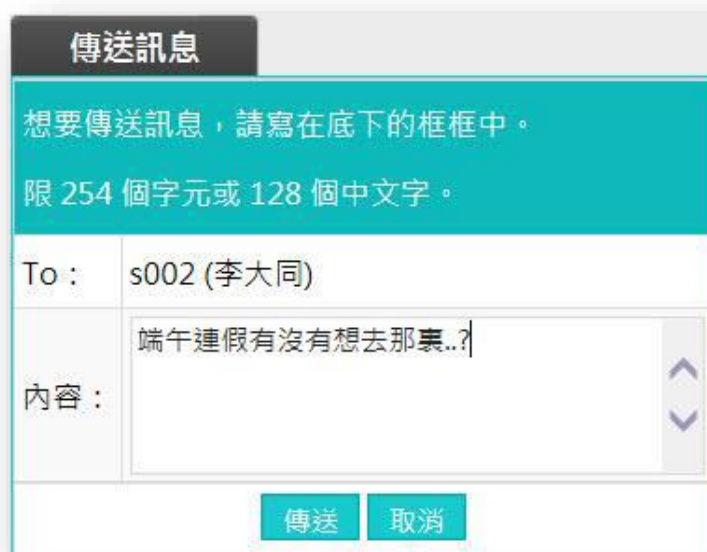 傳送訊息
想要傳送訊息，請寫在底下的框框中。
限 254 個字元或 128 個中文字。
To： s002 (李大同)
內容： 端午連假有沒有想去那裏..?
傳送 取消